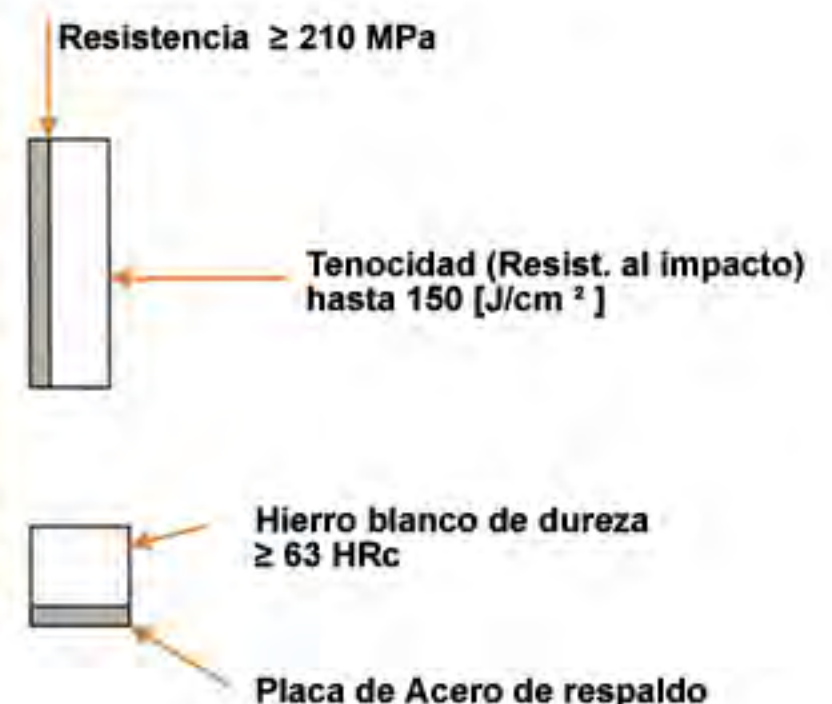 Resistencia ≥ 210 MPa
Tenocidad (Resist. al impacto)
hasta 150 [J/cm ² ]
Hierro blanco de dureza
≥ 63 HRc
Placa de Acero de respaldo